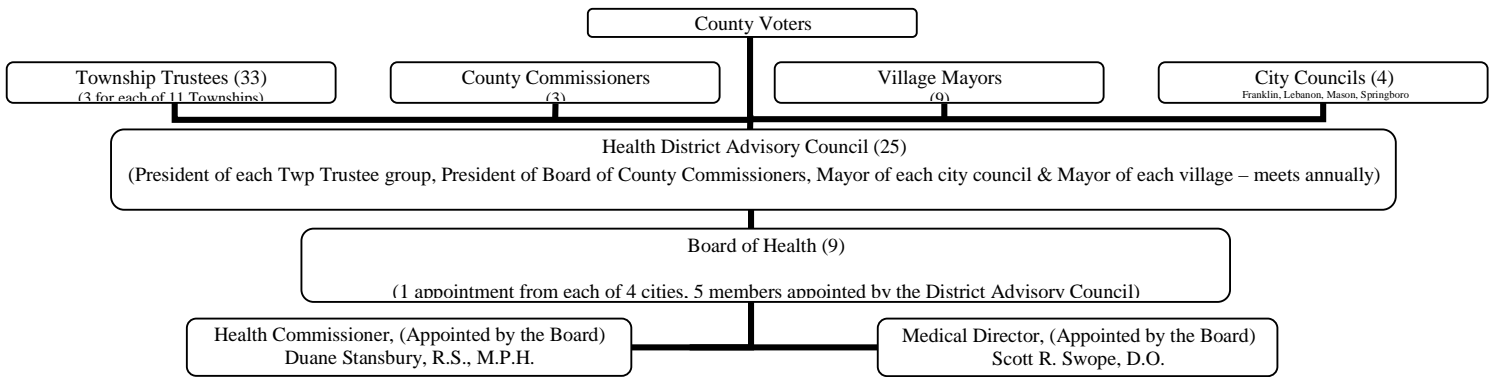 County Voters
Township Trustees (33)
(3 for each of 11 Townships)
County Commissioners
(3)
Village Mayors
(9)
City Councils (4)
Franklin, Lebanon, Mason, Springboro
Health District Advisory Council (25)
(President of each Twp Trustee group, President of Board of County Commissioners, Mayor of each city council & Mayor of each village – meets annually)
Board of Health (9)
(1 appointment from each of 4 cities, 5 members appointed by the District Advisory Council)
Health Commissioner, (Appointed by the Board)
Duane Stansbury, R.S., M.P.H.
Medical Director, (Appointed by the Board)
Scott R. Swope, D.O.